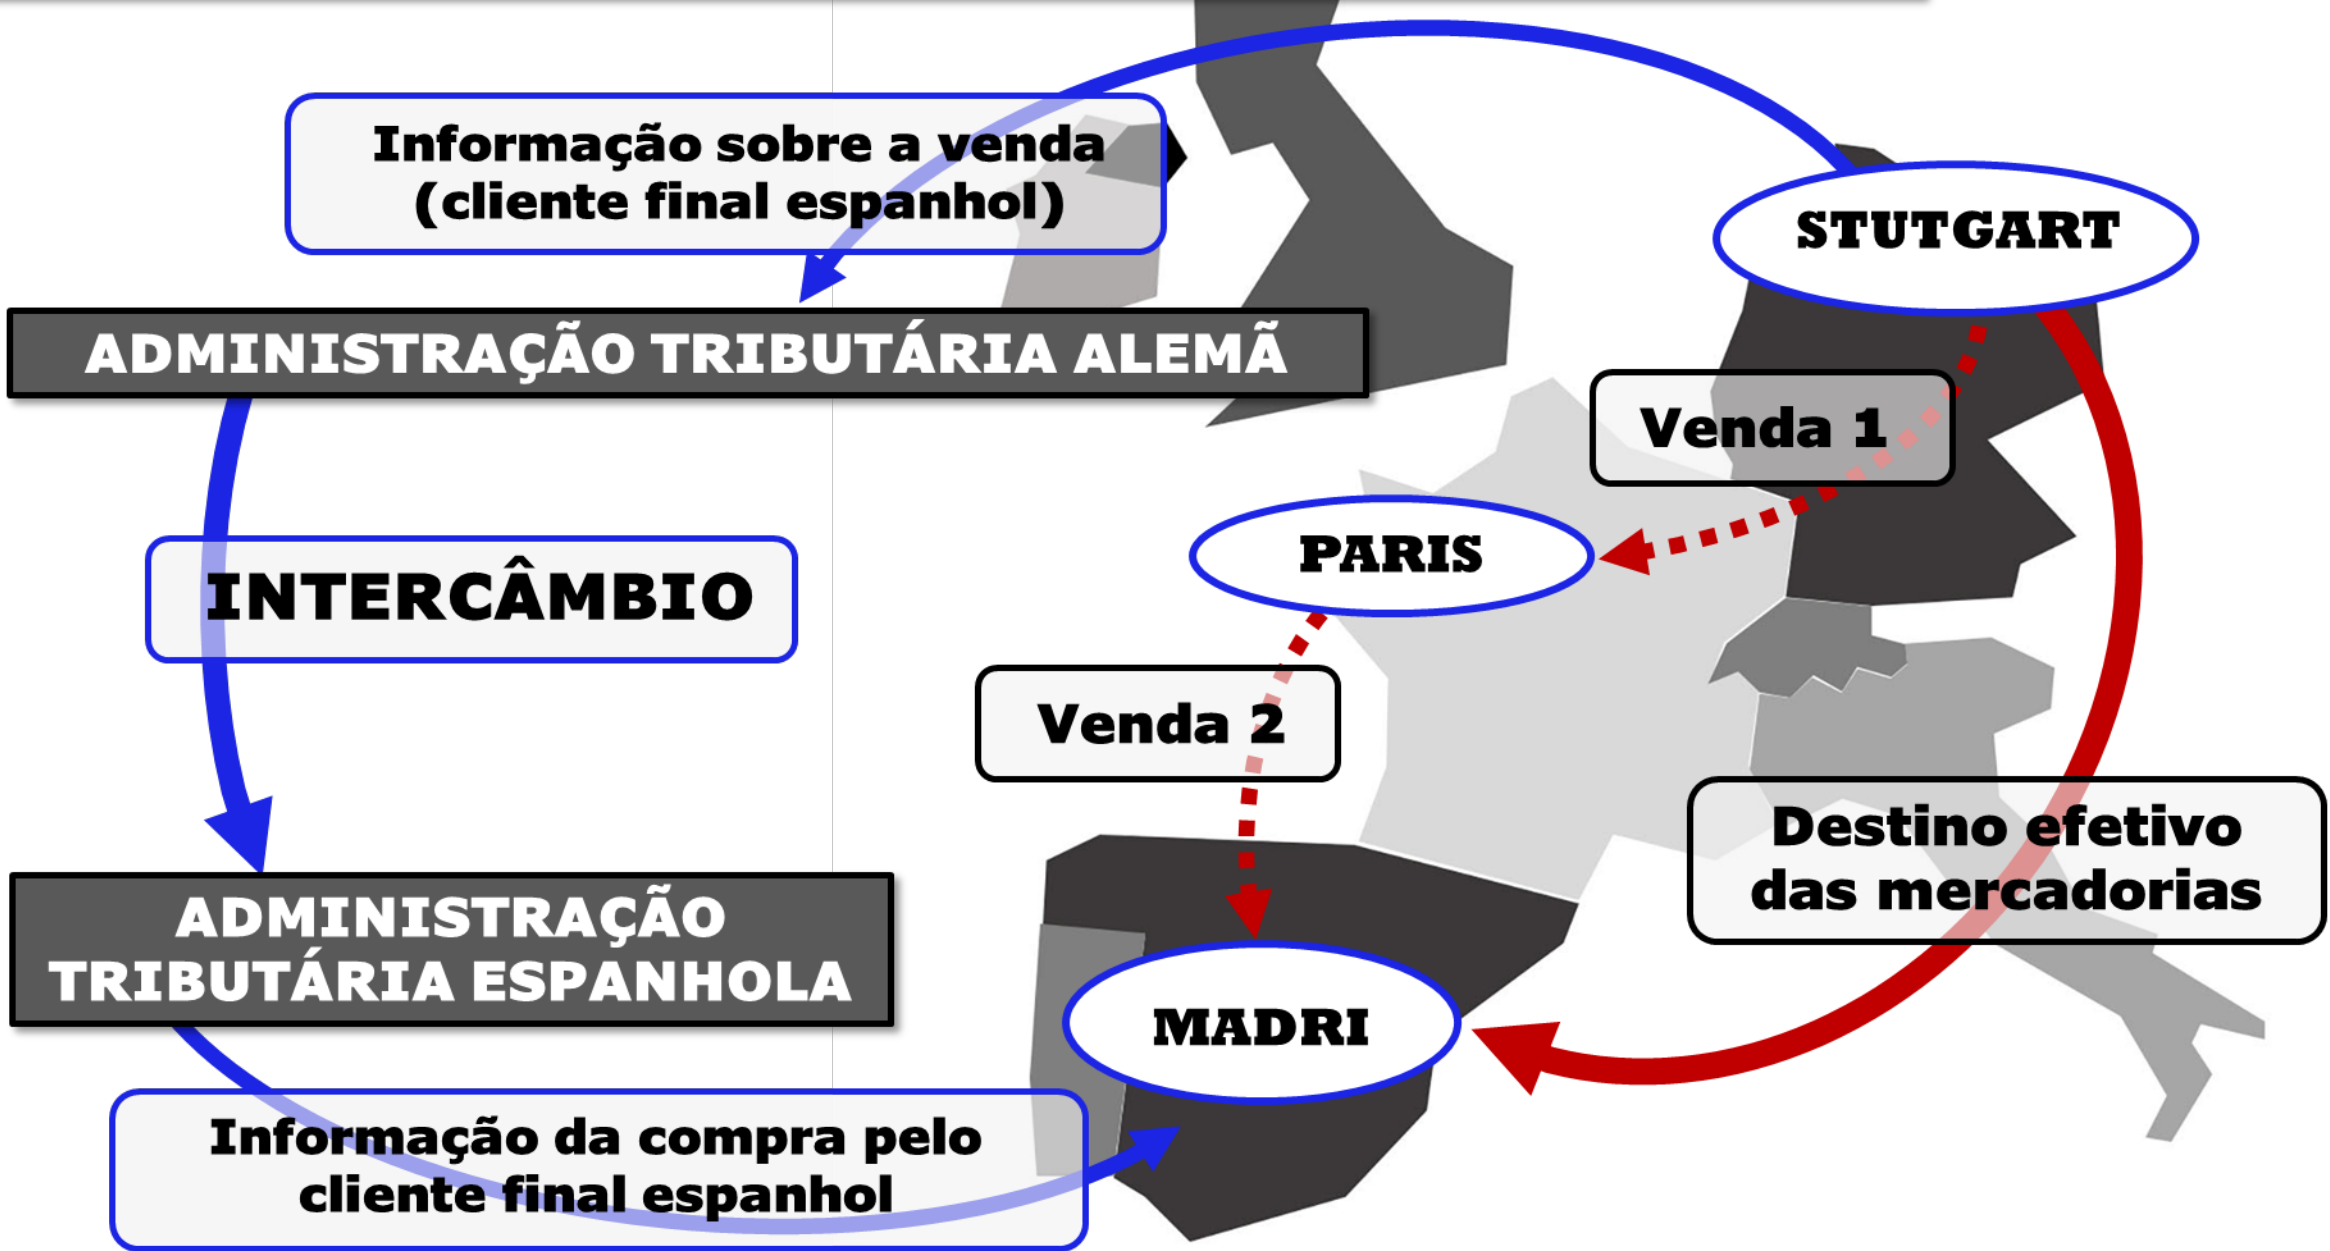 Informação sobre a venda
(cliente final espanhol)
STUTGART
ADMINISTRAÇÃO TRIBUTÁRIA ALEMÃ
Venda 1
PARIS
INTERCÂMBIO
Venda 2
Destino efetivo
das mercadorias
ADMINISTRAÇÃO
TRIBUTÁRIA ESPANHOLA
MADRI
Informação da compra pelo
cliente final espanhol